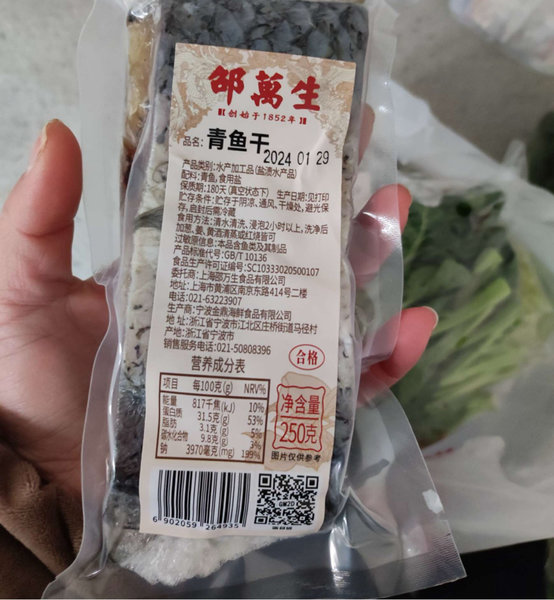 邵萬生
【创始于1852年】
品名:青鱼干
2024 01 29
产品类别:水产加工品(盐渍水产品)
配料:青鱼,食用盐
保质期:180天(真空状态下) 生产日期:见打印
贮存条件:贮存于阴凉、通风、干燥处,避光保
存,启封后需冷藏
食用方法:清水清洗、浸泡2小时以上,洗净后
加葱、姜、黄酒清蒸或红烧皆可
过敏原信息:本品含鱼类及其制品
产品标准代号:GB/T 10136
食品生产许可证编号:SC10333020500107
委托商:上海邵万生食品有限公司
地址:上海市黄浦区南京东路414号二楼
电话:021-63223907
生产商:宁波金鼎海鲜食品有限公司
地 址:浙江省宁波市江北区庄桥街道马径村
产地:浙江省宁波市
销售服务电话:021-50808396
合格
营养成分表
项目 每100克(g) NRV%
能量 817千焦(kJ) 10%
蛋白质 31.5克(g) 53%
脂肪 3.1克(g) 5%
碳水化合物 9.8克(g) 3%
钠 3970毫克(mg) 199%
净含量
250克
图片仅供参考
GM2D
6 902059 264935